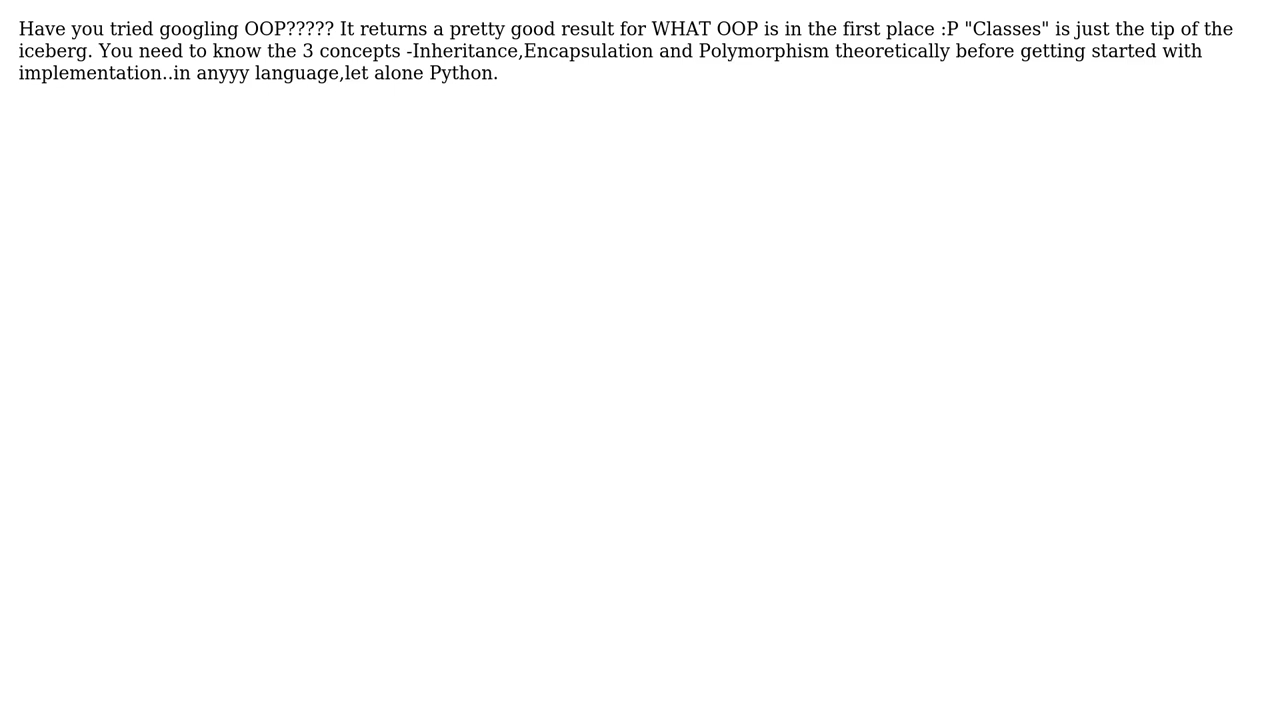 Have you tried googling OOP????? It returns a pretty good result for WHAT OOP is in the first place :P "Classes" is just the tip of the
iceberg. You need to know the 3 concepts -Inheritance,Encapsulation and Polymorphism theoretically before getting started with
implementation..in anyyy language,let alone Python.